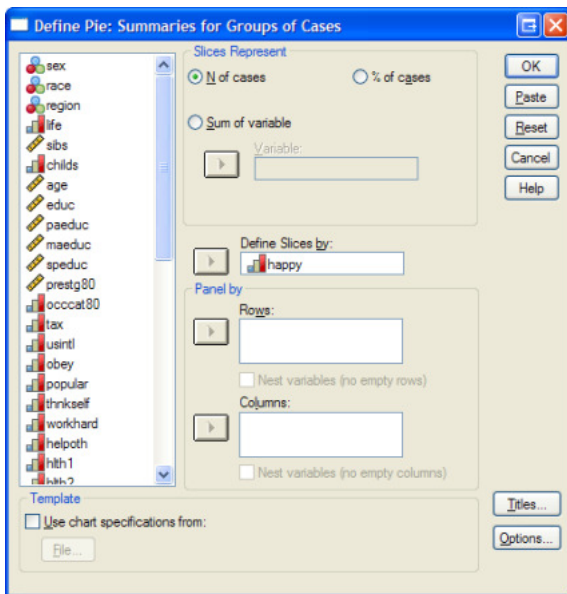 Define Pie: Summaries for Groups of Cases
sex
race
region
life
sibs
childs
age
educ
paeduc
maeduc
speduc
prestg80
occcat80
tax
usintl
obey
popular
thnkself
workhard
helpoth
hlth1
hlth2
Slices Represent
N of cases
% of cases
Sum of variable
Variable:
Define Slices by:
happy
Panel by
Rows:
Nest variables (no empty rows)
Columns:
Nest variables (no empty columns)
OK
Paste
Reset
Cancel
Help
Template
Use chart specifications from:
File...
Titles...
Options...